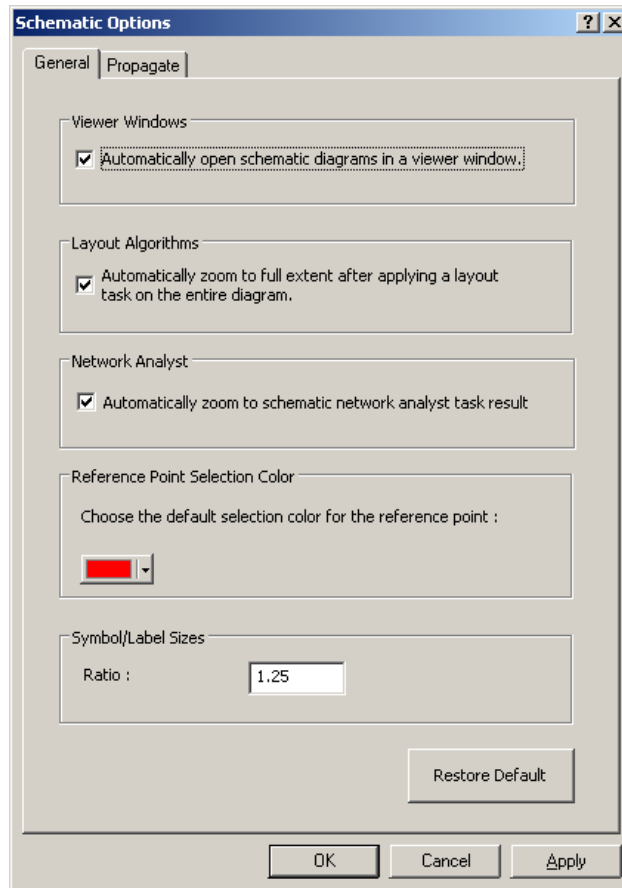 Schematic Options
General
Propagate
Viewer Windows
Automatically open schematic diagrams in a viewer window.
Layout Algorithms
Automatically zoom to full extent after applying a layout
task on the entire diagram.
Network Analyst
Automatically zoom to schematic network analyst task result
Reference Point Selection Color
Choose the default selection color for the reference point :
Symbol/Label Sizes
Ratio :
1.25
Restore Default
OK
Cancel
Apply